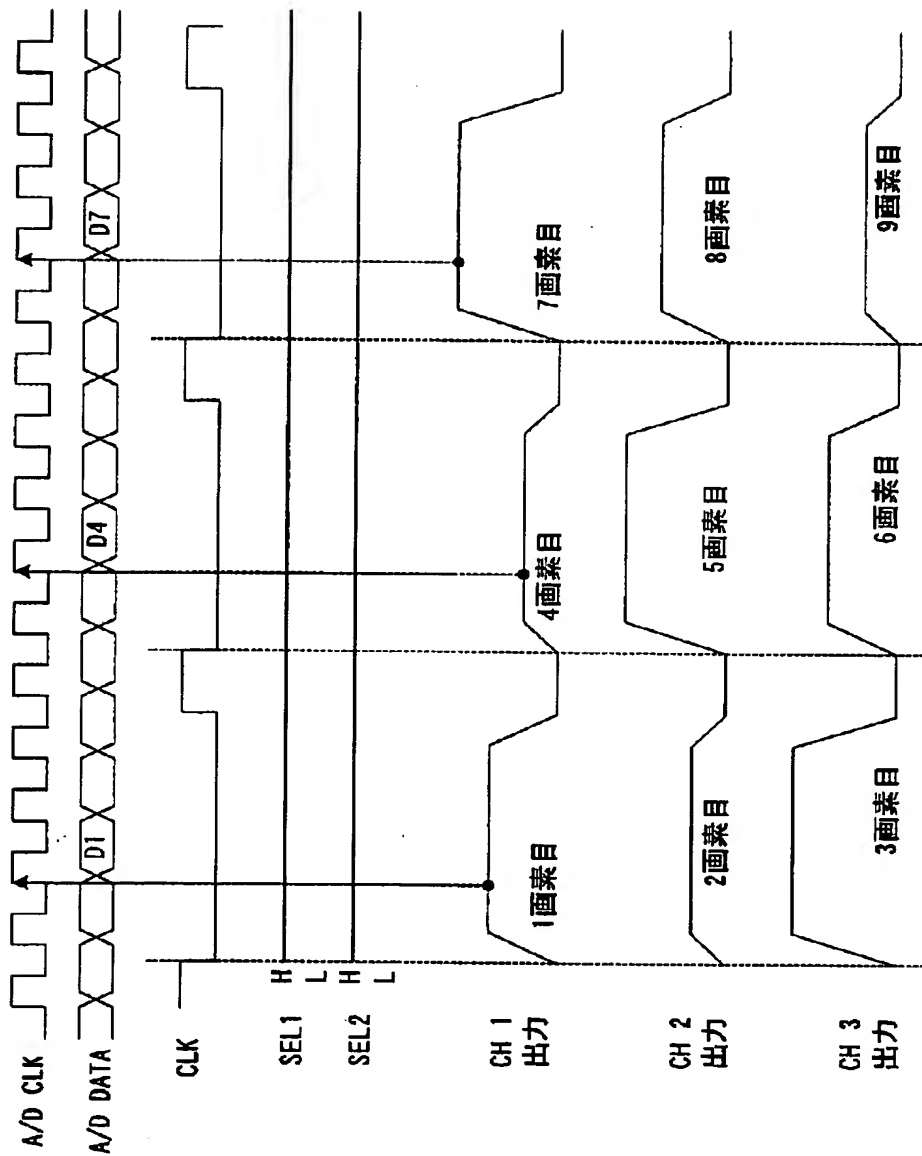 A/D CLK
A/D DATA
D1
D4
D7
CLK
SEL1
H
L
SEL2
H
L
CH 1
出力
1画素目
4画素目
7画素目
CH 2
出力
2画素目
5画素目
8画素目
CH 3
出力
3画素目
6画素目
9画素目